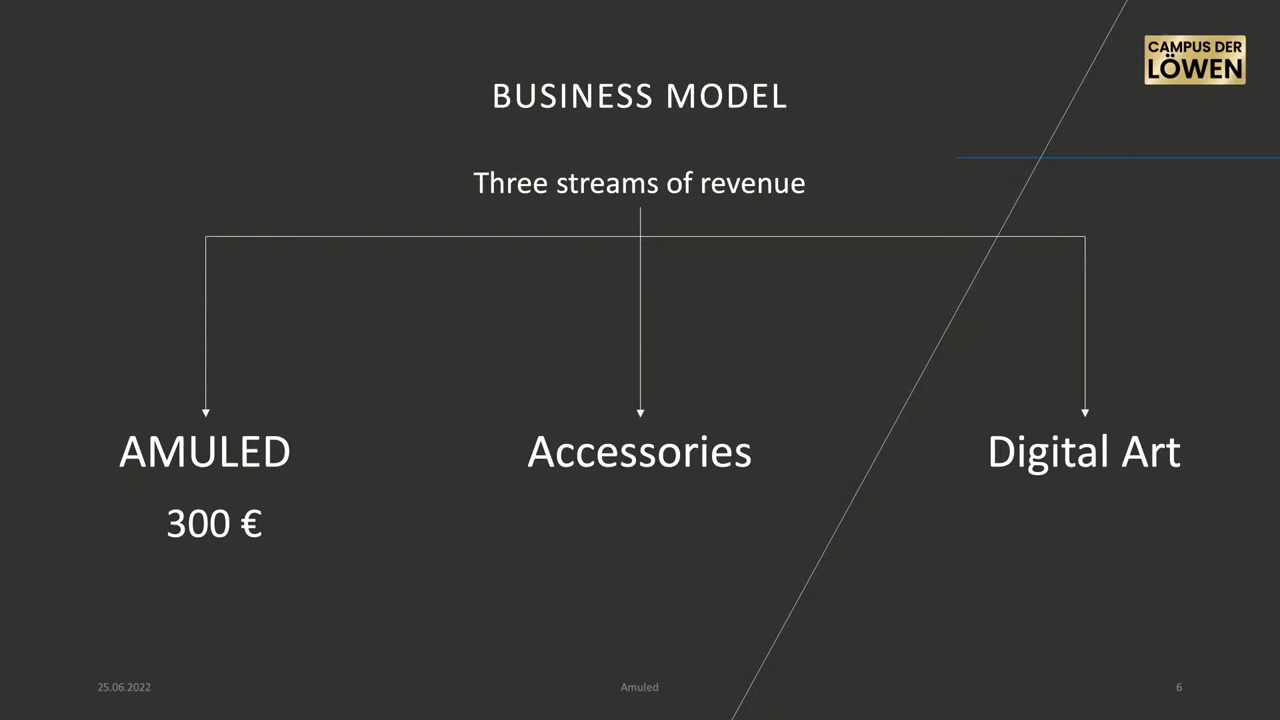 CAMPUS DER
LÖWEN
BUSINESS MODEL
Three streams of revenue
AMULED
Accessories
Digital Art
300 €
25.06.2022
Amuled
6